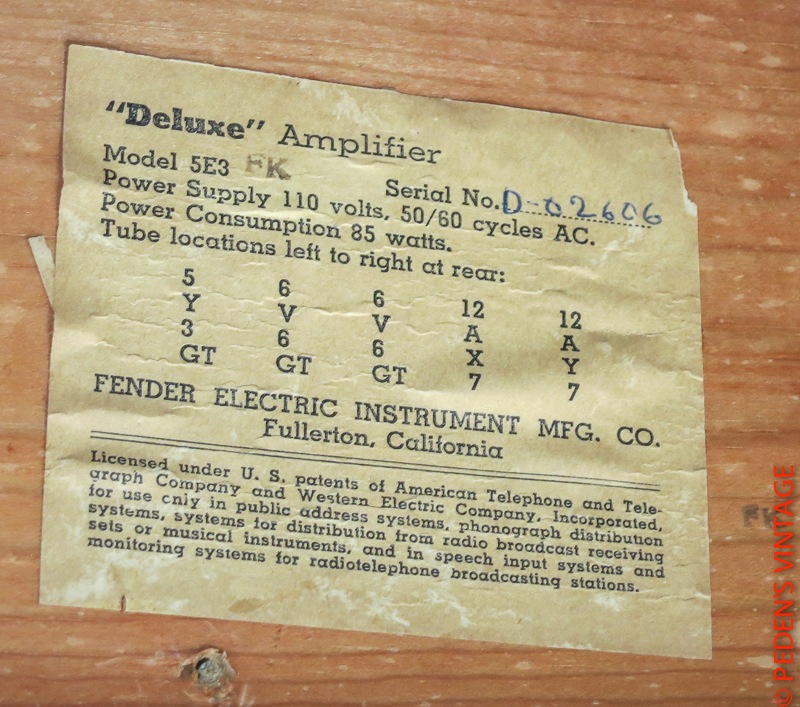 "Deluxe" Amplifier
Model 5E3 FK Serial No. D-02606
Power Supply 110 volts, 50/60 cycles AC.
Power Consumption 85 watts.
Tube locations left to right at rear:
5 6 6 12 12
Y V V A A
3 6 6 X Y
GT GT GT 7 7
FENDER ELECTRIC INSTRUMENT MFG. CO.
Fullerton, California
Licensed under U. S. patents of American Telephone and Tele-
graph Company and Western Electric Company, Incorporated,
for use only in public address systems, phonograph distribution
systems, systems for distribution from radio broadcast receiving
sets or musical instruments, and in speech input systems and
monitoring systems for radiotelephone broadcasting stations.
FK
© PEDEN'S VINTAGE